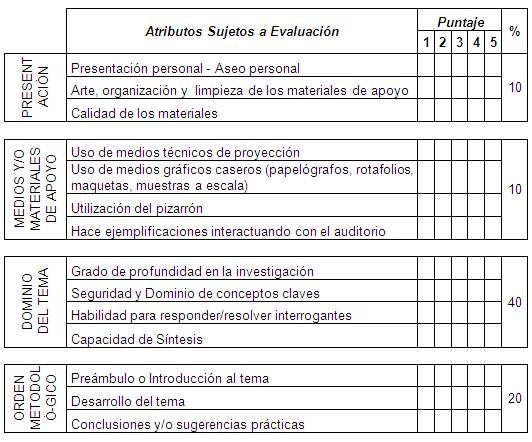 Atributos Sujetos a Evaluación
Puntaje
%
1 2 3 4 5
PRESENT
ACIÓN
Presentación personal - Aseo personal
Arte, organización y limpieza de los materiales de apoyo
Calidad de los materiales
10
MEDIOS Y/O
MATERIALES
DE APOYO
Uso de medios técnicos de proyección
Uso de medios gráficos caseros (papelógrafos, rotafolios,
maquetas, muestras a escala)
Utilización del pizarrón
Hace ejemplificaciones interactuando con el auditorio
10
DOMINIO
DEL TEMA
Grado de profundidad en la investigación
Seguridad y Dominio de conceptos claves
Habilidad para responder/resolver interrogantes
Capacidad de Síntesis
40
ORDEN
METODOL
Ó-GICO
Preámbulo o Introducción al tema
Desarrollo del tema
Conclusiones y/o sugerencias prácticas
20